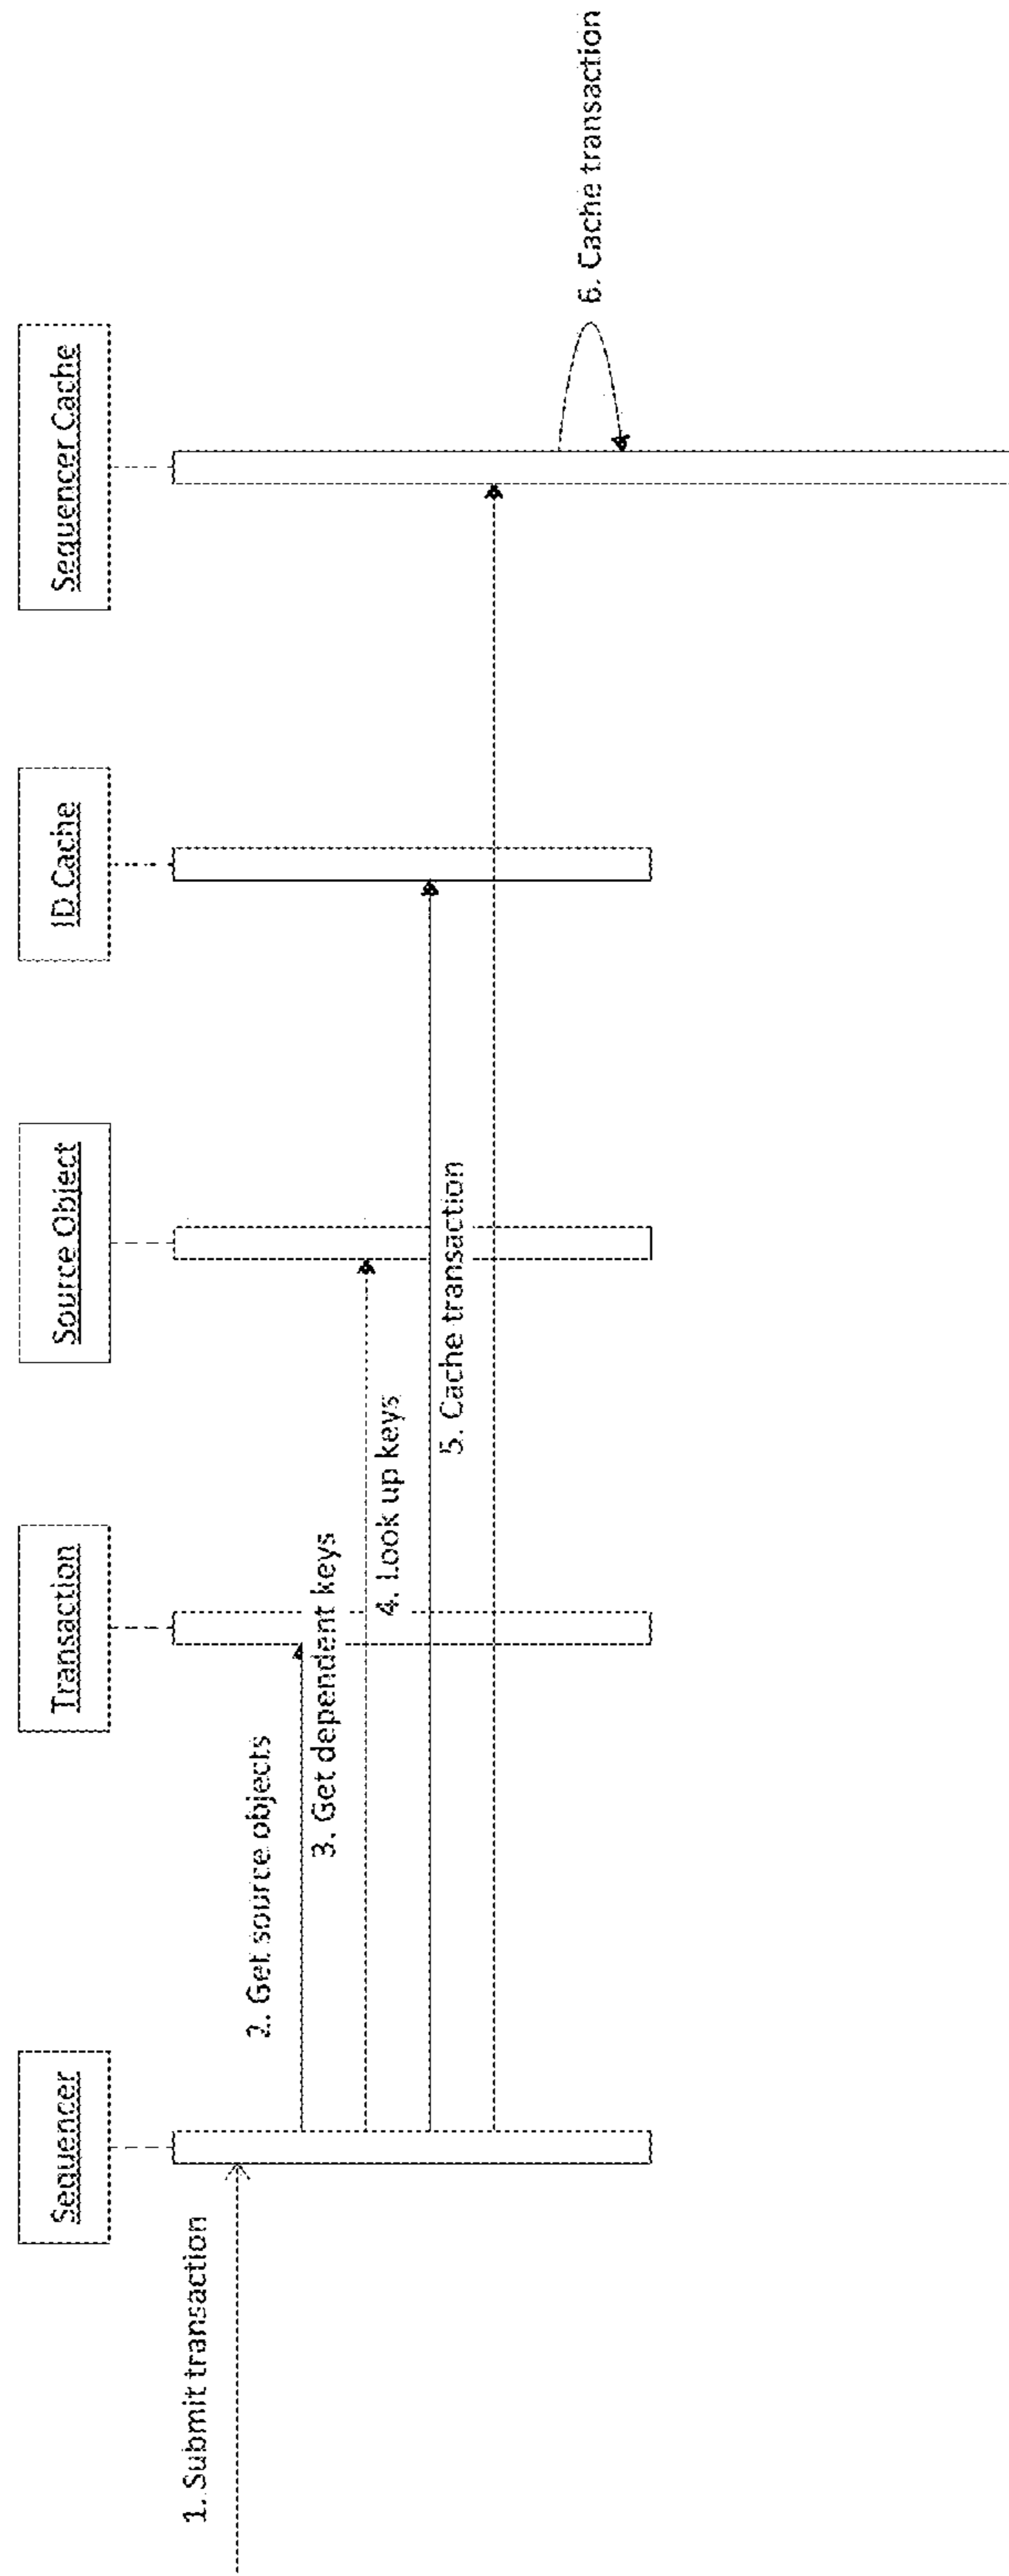 Sequencer
Transaction
Source Object
ID Cache
Sequencer Cache
1. Submit transaction
2. Get source objects
3. Get dependent keys
4. Look up keys
5. Cache transaction
6. Cache transaction